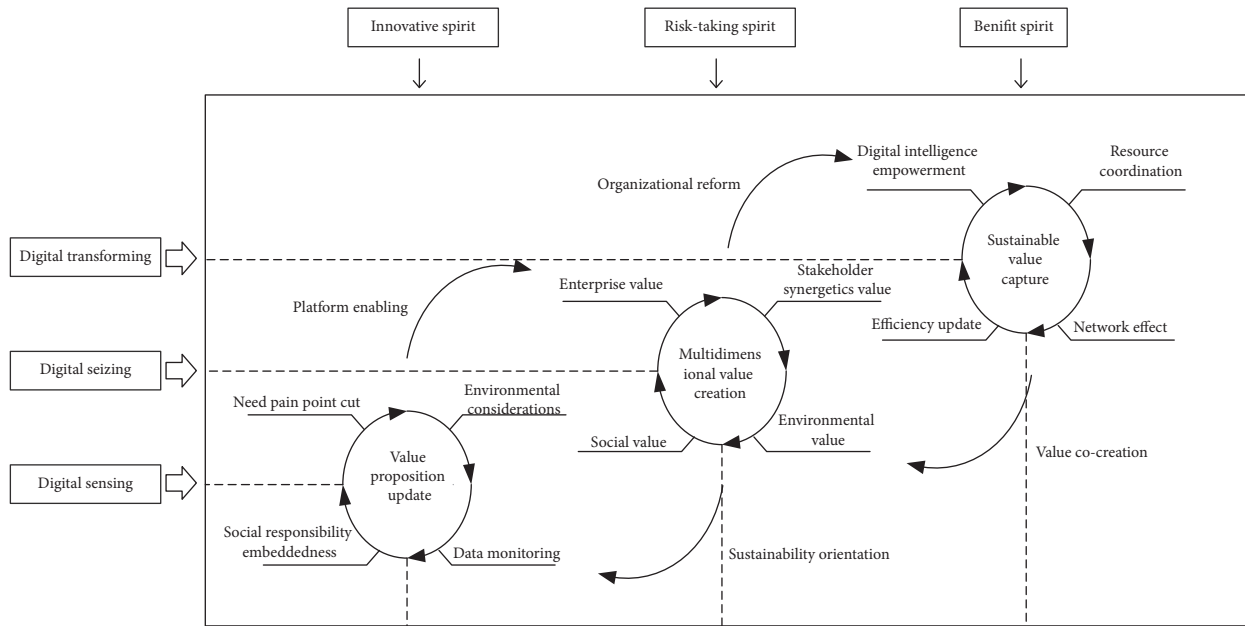 Innovative spirit
Risk-taking spirit
Benifit spirit
Digital intelligence
empowerment
Resource
coordination
Organizational reform
Digital transforming
Sustainable
value
capture
Stakeholder
synergetics value
Enterprise value
Platform enabling
Efficiency update
Network effect
Digital seizing
Multidimens
ional value
creation
Need pain point cut
Environmental
considerations
Social value
Environmental
value
Value co-creation
Digital sensing
Value
proposition
update
Social responsibility
embeddedness
Data monitoring
Sustainability orientation